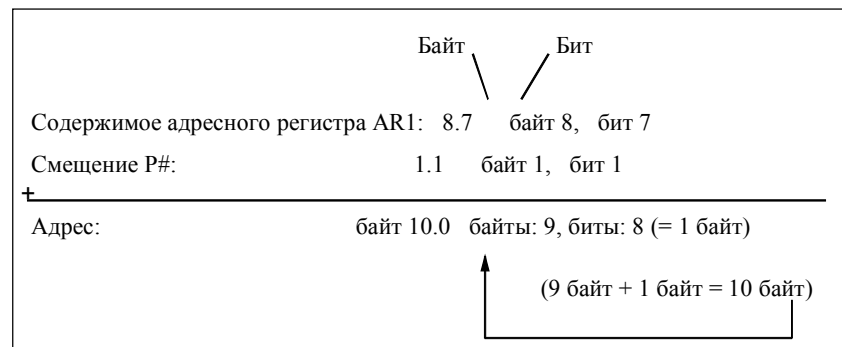 Байт Бит
Содержимое адресного регистра AR1: 8.7 байт 8, бит 7
Смещение P#: 1.1 байт 1, бит 1
+
Адрес: байт 10.0 байты: 9, биты: 8 (= 1 байт)
(9 байт + 1 байт = 10 байт)